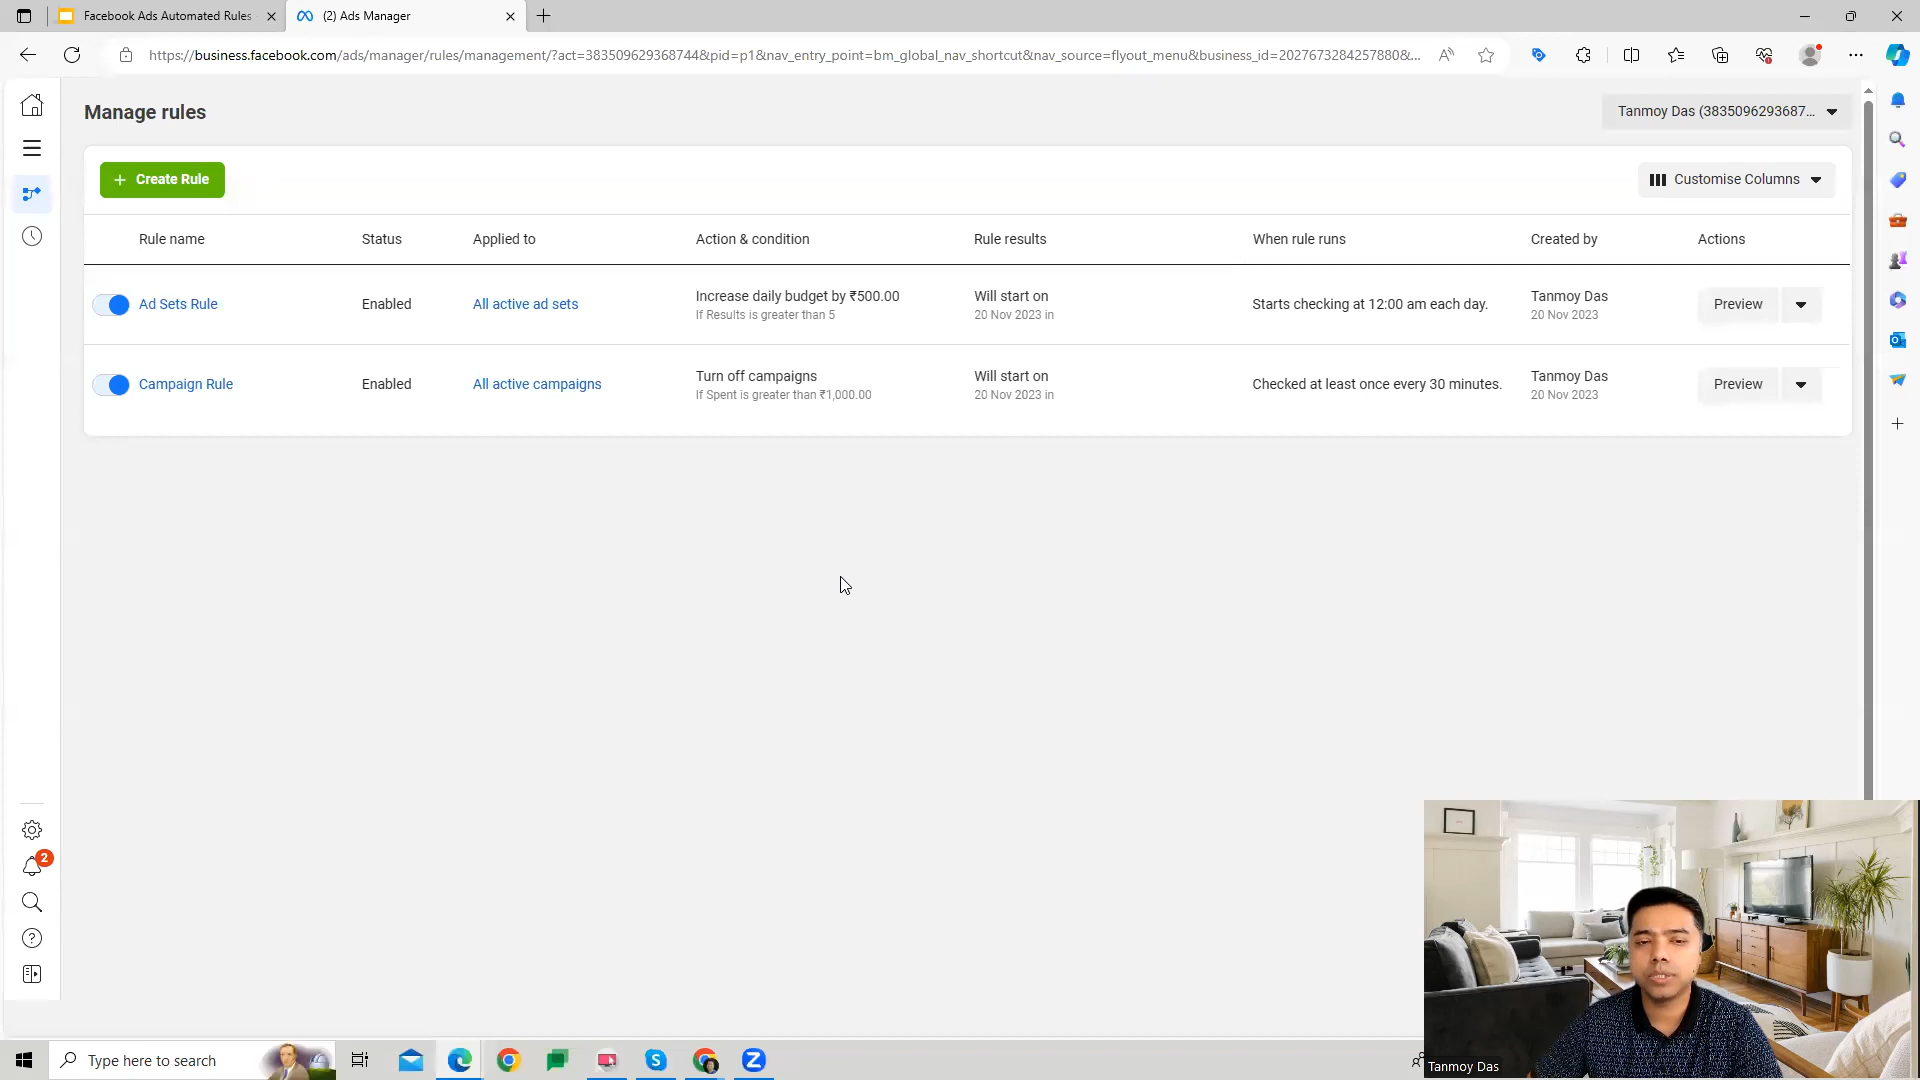 Facebook Ads Automated Rules
(2) Ads Manager
https://business.facebook.com/ads/manager/rules/management/?act=383509629368744&pid=p1&nav_entry_point=bm_global_nav_shortcut&nav_source=flyout_menu&business_id=2027673284257880&...
Manage rules
Tanmoy Das (3835096293687...
+ Create Rule
Customise Columns
Rule name Status Applied to Action & condition Rule results When rule runs Created by Actions
Ad Sets Rule Enabled All active ad sets Increase daily budget by ₹500.00 Will start on Starts checking at 12:00 am each day. Tanmoy Das Preview
If Results is greater than 5 20 Nov 2023 in 20 Nov 2023
Campaign Rule Enabled All active campaigns Turn off campaigns Will start on Checked at least once every 30 minutes. Tanmoy Das Preview
If Spent is greater than ₹1,000.00 20 Nov 2023 in 20 Nov 2023
2
Type here to search
Tanmoy Das